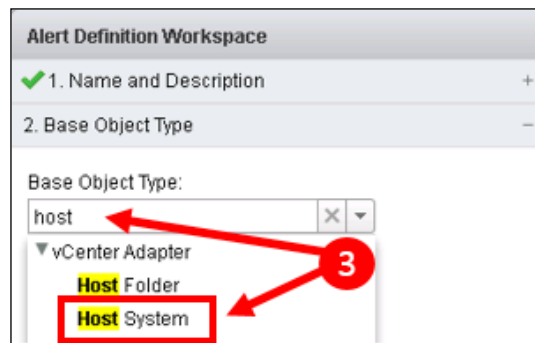 Alert Definition Workspace
1. Name and Description
2. Base Object Type
Base Object Type:
host
vCenter Adapter
Host Folder
Host System
3